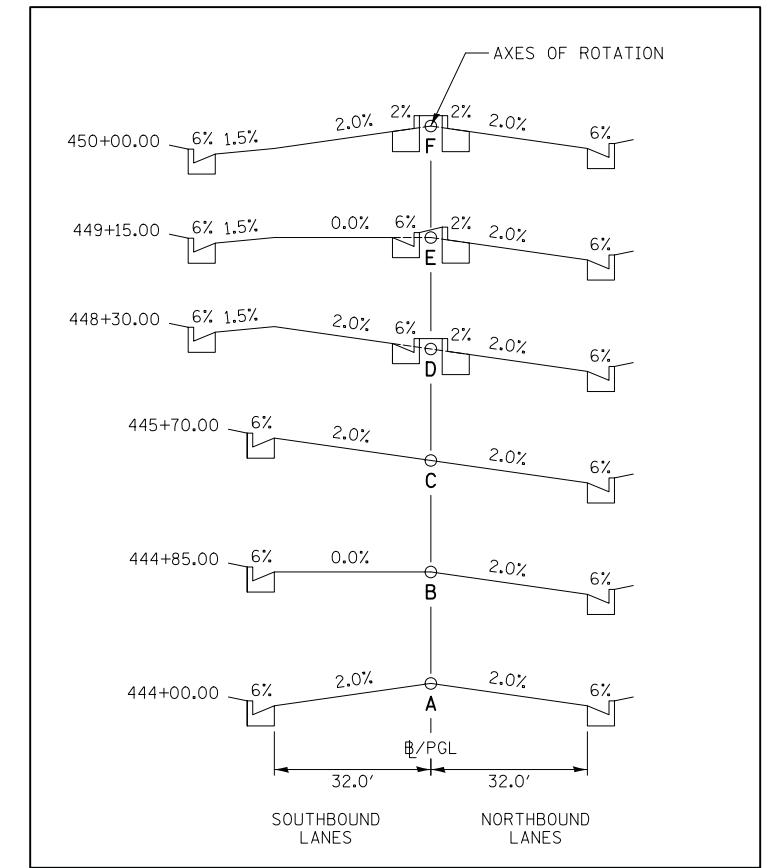 AXES OF ROTATION
450+00.00 6% 1.5% 2.0% 2% 2% 2.0% 6%
F
449+15.00 6% 1.5% 0.0% 6% 2% 2.0% 6%
E
448+30.00 6% 1.5% 2.0% 6% 2% 2.0% 6%
D
445+70.00 6% 2.0% 2.0% 6%
C
444+85.00 6% 0.0% 2.0% 6%
B
444+00.00 6% 2.0% 2.0% 6%
A
/PGL
32.0' 32.0'
SOUTHBOUND NORTHBOUND
LANES LANES